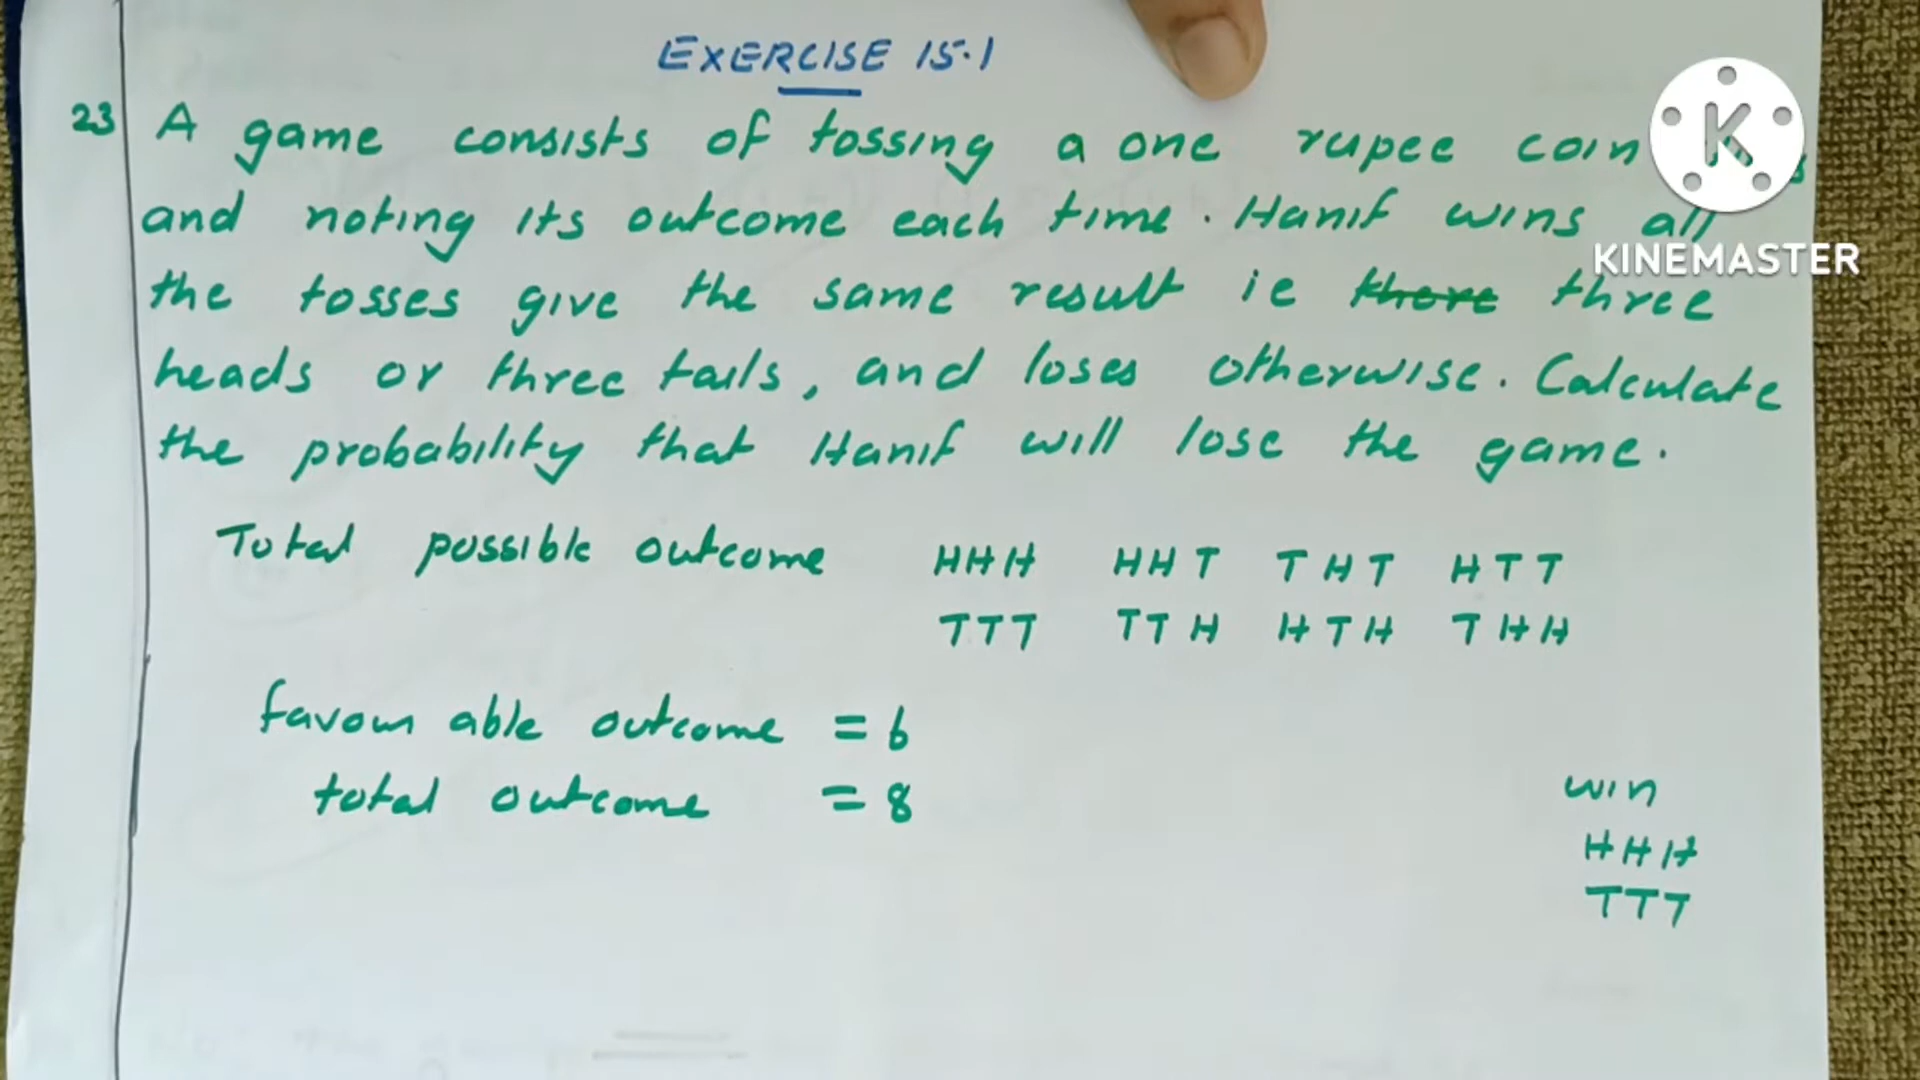 EXERCISE 15.1
23 A game consists of tossing a one rupee coin
and noting its outcome each time. Hanif wins all
KINEMASTER
the tosses give the same result ie there three
heads or three tails, and loses otherwise. Calculate
the probability that Hanif will lose the game.
Total possible outcome HHH HHT THT HTT
TTT TTH HTH THH
favour able outcome = 6
total outcome = 8
win
HHH
TTT